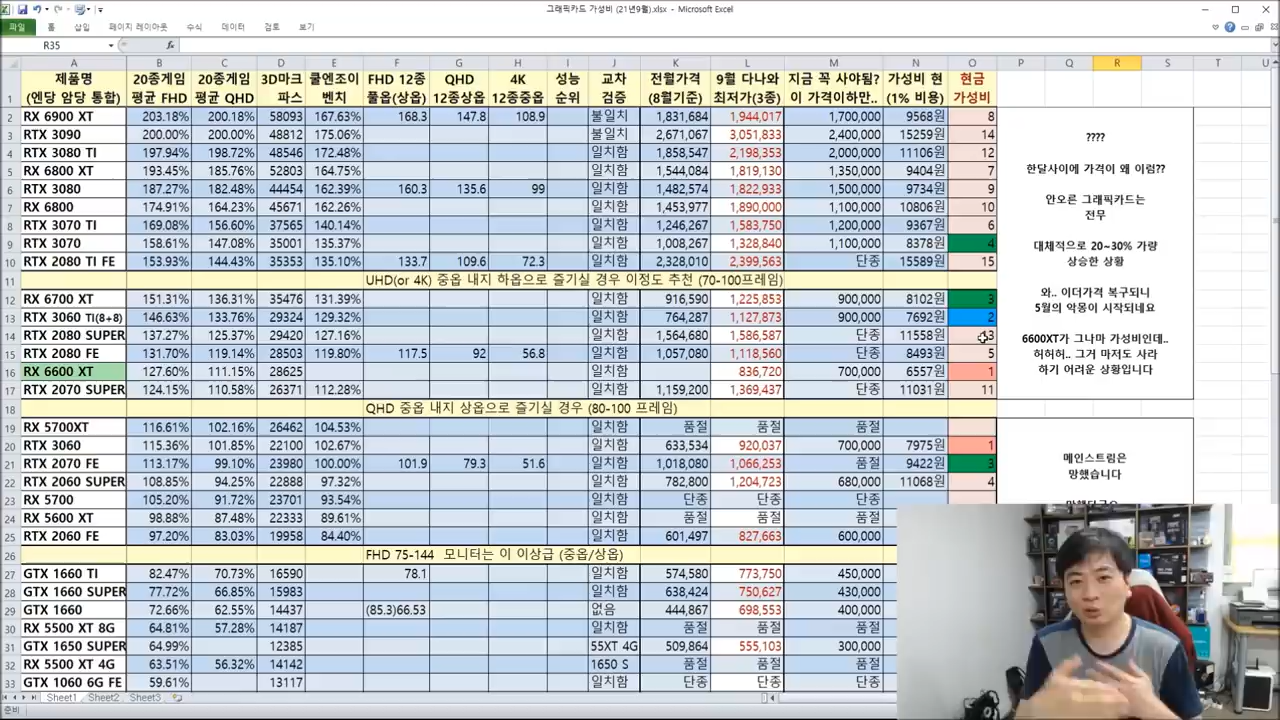 그래픽카드 가성비 (21년9월).xlsx - Microsoft Excel
파일 홈 삽입 페이지 레이아웃 수식 데이터 검토 보기
R35 fx
A B C D E F G H I J K L M N O P Q R S T U
제품명 20종게임 20종게임 3D마크 쿨엔조이 FHD 12종 QHD 4K 성능 교차 전월가격 9월 다나와 지금 꼭 사야됨? 가성비 현 현금
1 (엔당 암당 통합) 평균 FHD 평균 QHD 파스 벤치 풀옵(상옵) 12종상옵 12종중옵 순위 검증 (8월기준) 최저가(3종) 이 가격이하만.. (1% 비용) 가성비
2 RX 6900 XT 203.18% 200.18% 58093 167.63% 168.3 147.8 108.9 불일치 1,831,684 1,944,017 1,700,000 9568원 8
3 RTX 3090 200.00% 200.00% 48812 175.06% 불일치 2,671,067 3,051,833 2,400,000 15259원 14
4 RTX 3080 TI 197.94% 198.72% 48546 172.48% 일치함 1,858,547 2,198,353 2,000,000 11106원 12
5 RX 6800 XT 193.45% 185.76% 52803 164.75% 일치함 1,544,084 1,819,130 1,350,000 9404원 7
6 RTX 3080 187.27% 182.48% 44454 162.39% 160.3 135.6 99 일치함 1,482,574 1,822,933 1,500,000 9734원 9
7 RX 6800 174.91% 164.23% 45671 162.26% 일치함 1,453,977 1,890,000 1,100,000 10806원 10
8 RTX 3070 TI 169.08% 156.60% 37565 140.14% 일치함 1,246,267 1,583,750 1,200,000 9367원 6
9 RTX 3070 158.61% 147.08% 35001 135.37% 일치함 1,008,267 1,328,840 1,100,000 8378원 4
10 RTX 2080 TI FE 153.93% 144.43% 35353 135.10% 133.7 109.6 72.3 일치함 2,328,010 2,399,563 단종 15589원 15
11 UHD(or 4K) 중옵 내지 하옵으로 즐기실 경우 이정도 추천 (70-100프레임)
12 RX 6700 XT 151.31% 136.31% 35476 131.39% 일치함 916,590 1,225,853 900,000 8102원 3
13 RTX 3060 TI(8+8) 146.63% 133.76% 29324 129.32% 일치함 764,287 1,127,873 900,000 7692원 2
14 RTX 2080 SUPER 137.27% 125.37% 29420 127.16% 일치함 1,564,680 1,586,587 단종 11558원 13
15 RTX 2080 FE 131.70% 119.14% 28503 119.80% 117.5 92 56.8 일치함 1,057,080 1,118,560 단종 8493원 5
16 RX 6600 XT 127.60% 111.15% 28625 일치함 836,720 700,000 6557원 1
17 RTX 2070 SUPER 124.15% 110.58% 26371 112.28% 일치함 1,159,200 1,369,437 단종 11031원 11
18 QHD 중옵 내지 상옵으로 즐기실 경우 (80-100 프레임)
19 RX 5700XT 116.61% 102.16% 26462 104.53% 일치함 품절 품절 품절
20 RTX 3060 115.36% 101.85% 22100 102.67% 일치함 633,534 920,037 700,000 7975원 1
21 RTX 2070 FE 113.17% 99.10% 23980 100.00% 101.9 79.3 51.6 일치함 1,018,080 1,066,253 품절 9422원 3
22 RTX 2060 SUPER 108.85% 94.25% 22888 97.32% 일치함 782,800 1,204,723 680,000 11068원 4
23 RX 5700 105.20% 91.72% 23701 93.54% 일치함 단종 단종 단종
24 RX 5600 XT 98.88% 87.48% 22333 89.61% 일치함 품절 품절 품절
25 RTX 2060 FE 97.20% 83.03% 19958 84.40% 일치함 601,497 827,663 600,000
26 FHD 75-144 모니터는 이 이상급 (중옵/상옵)
27 GTX 1660 TI 82.47% 70.73% 16590 78.1 일치함 574,580 773,750 450,000
28 GTX 1660 SUPER 77.72% 66.85% 15983 일치함 638,424 750,627 430,000
29 GTX 1660 72.66% 62.55% 14437 (85.3)66.53 없음 444,867 698,553 400,000
30 RX 5500 XT 8G 64.81% 57.28% 14187 일치함 품절 품절 품절
31 GTX 1650 SUPER 64.99% 12385 55XT 4G 509,864 555,103 300,000
32 RX 5500 XT 4G 63.51% 56.32% 14142 1650 S 품절 품절 품절
33 GTX 1060 6G FE 59.61% 13117 일치함 단종 단종 단종
????
한달사이에 가격이 왜 이럼??
안오른 그래픽카드는
전무
대체적으로 20~30% 가량
상승한 상황
와.. 이더가격 복구되니
5월의 악몽이 시작되네요
6600XT가 그나마 가성비인데..
허허허.. 그거 마저도 사라
하기 어려운 상황입니다
메인스트림은
망했습니다
Sheet1 Sheet2 Sheet3
준비